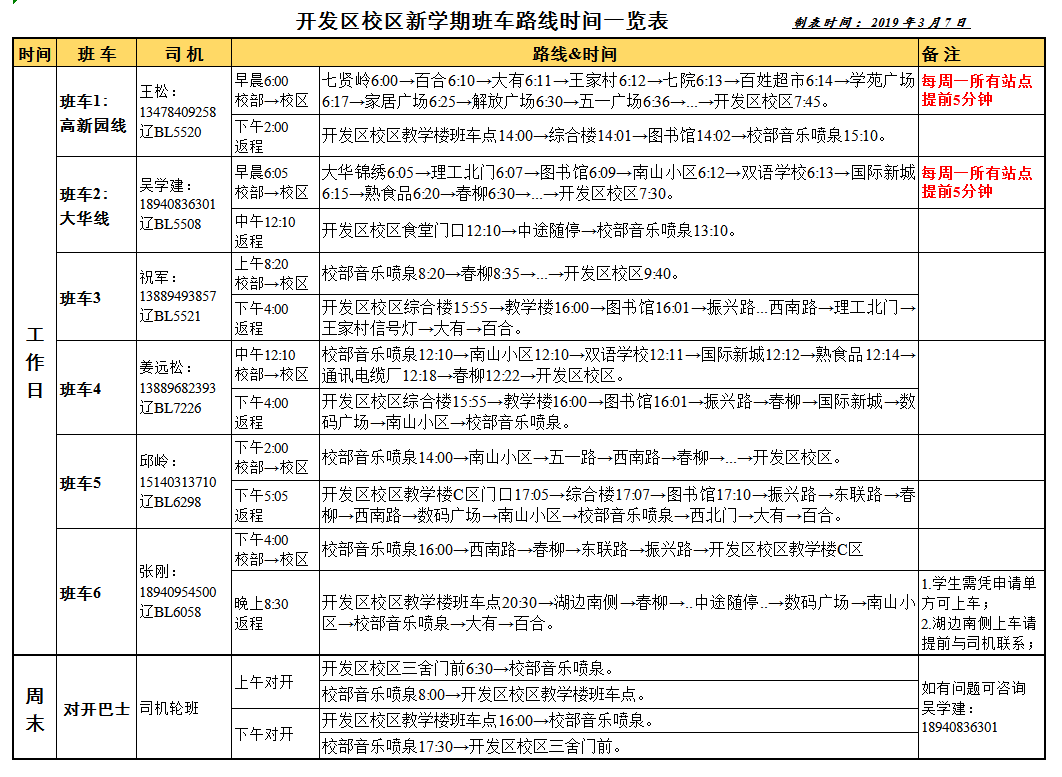 开发区校区新学期班车路线时间一览表
制表时间：2019年3月7日
时间 班 车 司 机 路线&时间 备 注
工作日
班车1：
高新园线
王松：
13478409258
辽BL5520
早晨6:00
校部→校区
七贤岭6:00→百合6:10→大有6:11→王家村6:12→七院6:13→百姓超市6:14→学苑广场
6:17→家居广场6:25→解放广场6:30→五一广场6:36→...→开发区校区7:45。
每周一所有站点
提前5分钟
下午2:00
返程
开发区校区教学楼班车点14:00→综合楼14:01→图书馆14:02→校部音乐喷泉15:10。
班车2：
大华线
吴学建：
18940836301
辽BL5508
早晨6:05
校部→校区
大华锦绣6:05→理工北门6:07→图书馆6:09→南山小区6:12→双语学校6:13→国际新城
6:15→熟食品6:20→春柳6:30→...→开发区校区7:30。
每周一所有站点
提前5分钟
中午12:10
返程
开发区校区食堂门口12:10→中途随停→校部音乐喷泉13:10。
班车3
祝军：
13889493857
辽BL5521
上午8:20
校部→校区
校部音乐喷泉8:20→春柳8:35→...→开发区校区9:40。
下午4:00
返程
开发区校区综合楼15:55→教学楼16:00→图书馆16:01→振兴路...西南路→理工北门→
王家村信号灯→大有→百合。
班车4
姜远松：
13889682393
辽BL7226
中午12:10
校部→校区
校部音乐喷泉12:10→南山小区12:10→双语学校12:11→国际新城12:12→熟食品12:14→
通讯电缆厂12:18→春柳12:22→开发区校区。
下午4:00
返程
开发区校区综合楼15:55→教学楼16:00→图书馆16:01→振兴路→春柳→国际新城→数
码广场→南山小区→校部音乐喷泉。
班车5
邱岭：
15140313710
辽BL6298
下午2:00
校部→校区
校部音乐喷泉14:00→南山小区→五一路→西南路→春柳→...→开发区校区。
下午5:05
返程
开发区校区教学楼C区门口17:05→综合楼17:07→图书馆17:10→振兴路→东联路→春
柳→西南路→数码广场→南山小区→校部音乐喷泉→西北门→大有→百合。
班车6
张刚：
18940954500
辽BL6058
下午4:00
校部→校区
校部音乐喷泉16:00→西南路→春柳→东联路→振兴路→开发区校区教学楼C区
晚上8:30
返程
开发区校区教学楼班车点20:30→湖边南侧→春柳→..中途随停..→数码广场→南山小
区→校部音乐喷泉→大有→百合。
1.学生需凭申请单
方可上车；
2.湖边南侧上车请
提前与司机联系；
周末
对开巴士
司机轮班
上午对开
开发区校区三舍门前6:30→校部音乐喷泉。
校部音乐喷泉8:00→开发区校区教学楼班车点。
下午对开
开发区校区教学楼班车点16:00→校部音乐喷泉。
校部音乐喷泉17:30→开发区校区三舍门前。
如有问题可咨询
吴学建：
18940836301